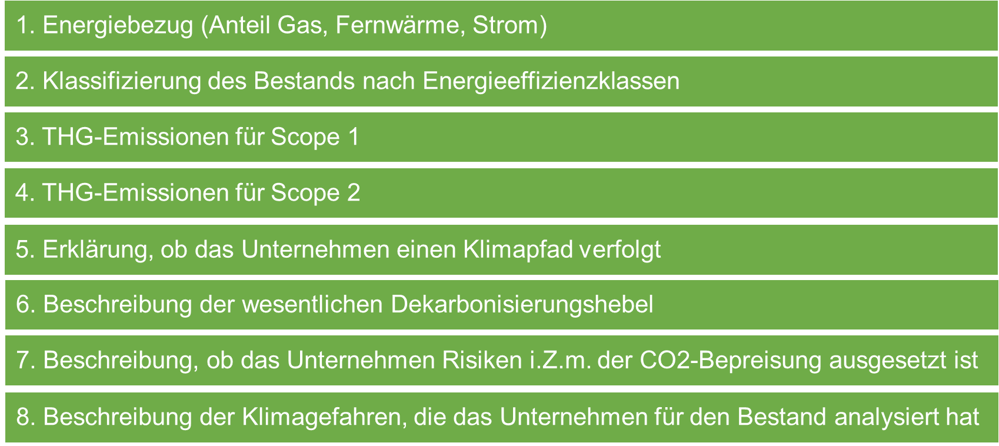 1. Energiebezug (Anteil Gas, Fernwärme, Strom)
2. Klassifizierung des Bestands nach Energieeffizienzklassen
3. THG-Emissionen für Scope 1
4. THG-Emissionen für Scope 2
5. Erklärung, ob das Unternehmen einen Klimapfad verfolgt
6. Beschreibung der wesentlichen Dekarbonisierungshebel
7. Beschreibung, ob das Unternehmen Risiken i.Z.m. der CO2-Bepreisung ausgesetzt ist
8. Beschreibung der Klimagefahren, die das Unternehmen für den Bestand analysiert hat